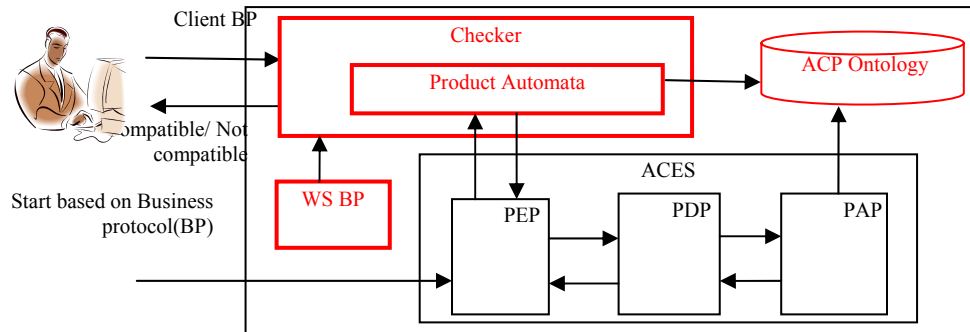 Client BP
Checker
Product Automata
ACP Ontology
ompatible/ Not
compatible
WS BP
ACES
Start based on Business
protocol(BP)
PEP
PDP
PAP